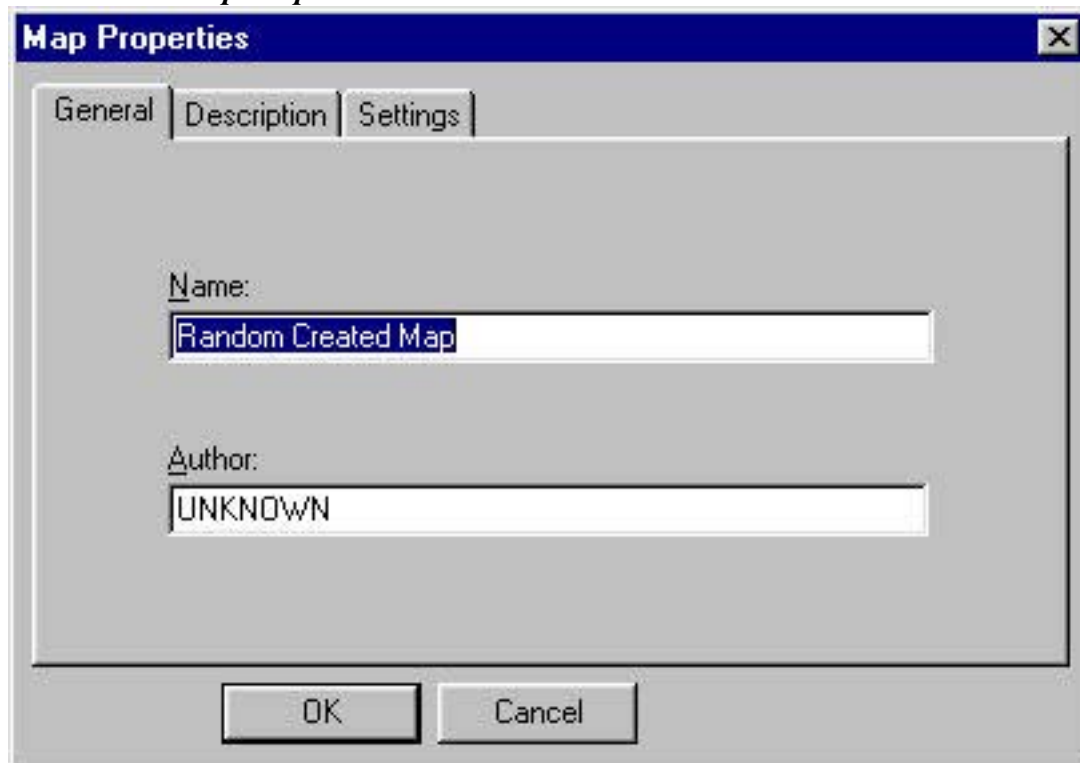 Map Properties
General Description Settings
Name:
Random Created Map
Author:
UNKNOWN
OK Cancel